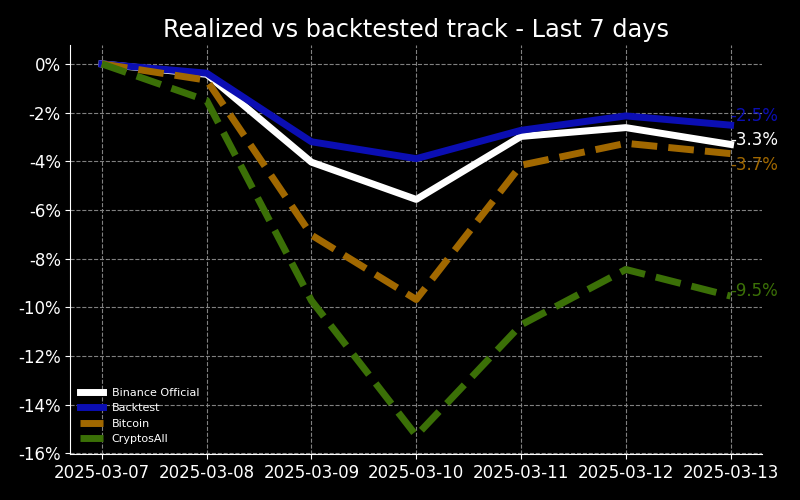 Realized vs backtested track - Last 7 days
0%
-2%
-4%
-6%
-8%
-10%
-12%
-14%
-16%
-2.5%
-3.3%
-3.7%
-9.5%
Binance Official
Backtest
Bitcoin
CryptosAll
2025-03-07 2025-03-08 2025-03-09 2025-03-10 2025-03-11 2025-03-12 2025-03-13